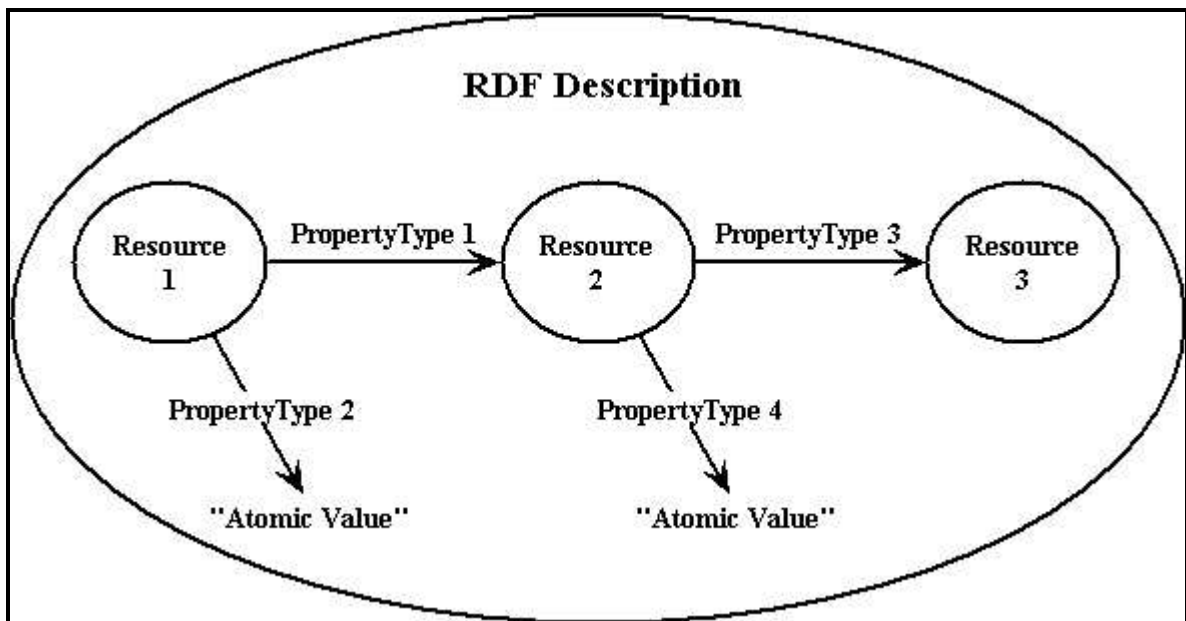 RDF Description
PropertyType 1
PropertyType 3
Resource
1
Resource
2
Resource
3
PropertyType 2
PropertyType 4
"Atomic Value"
"Atomic Value"